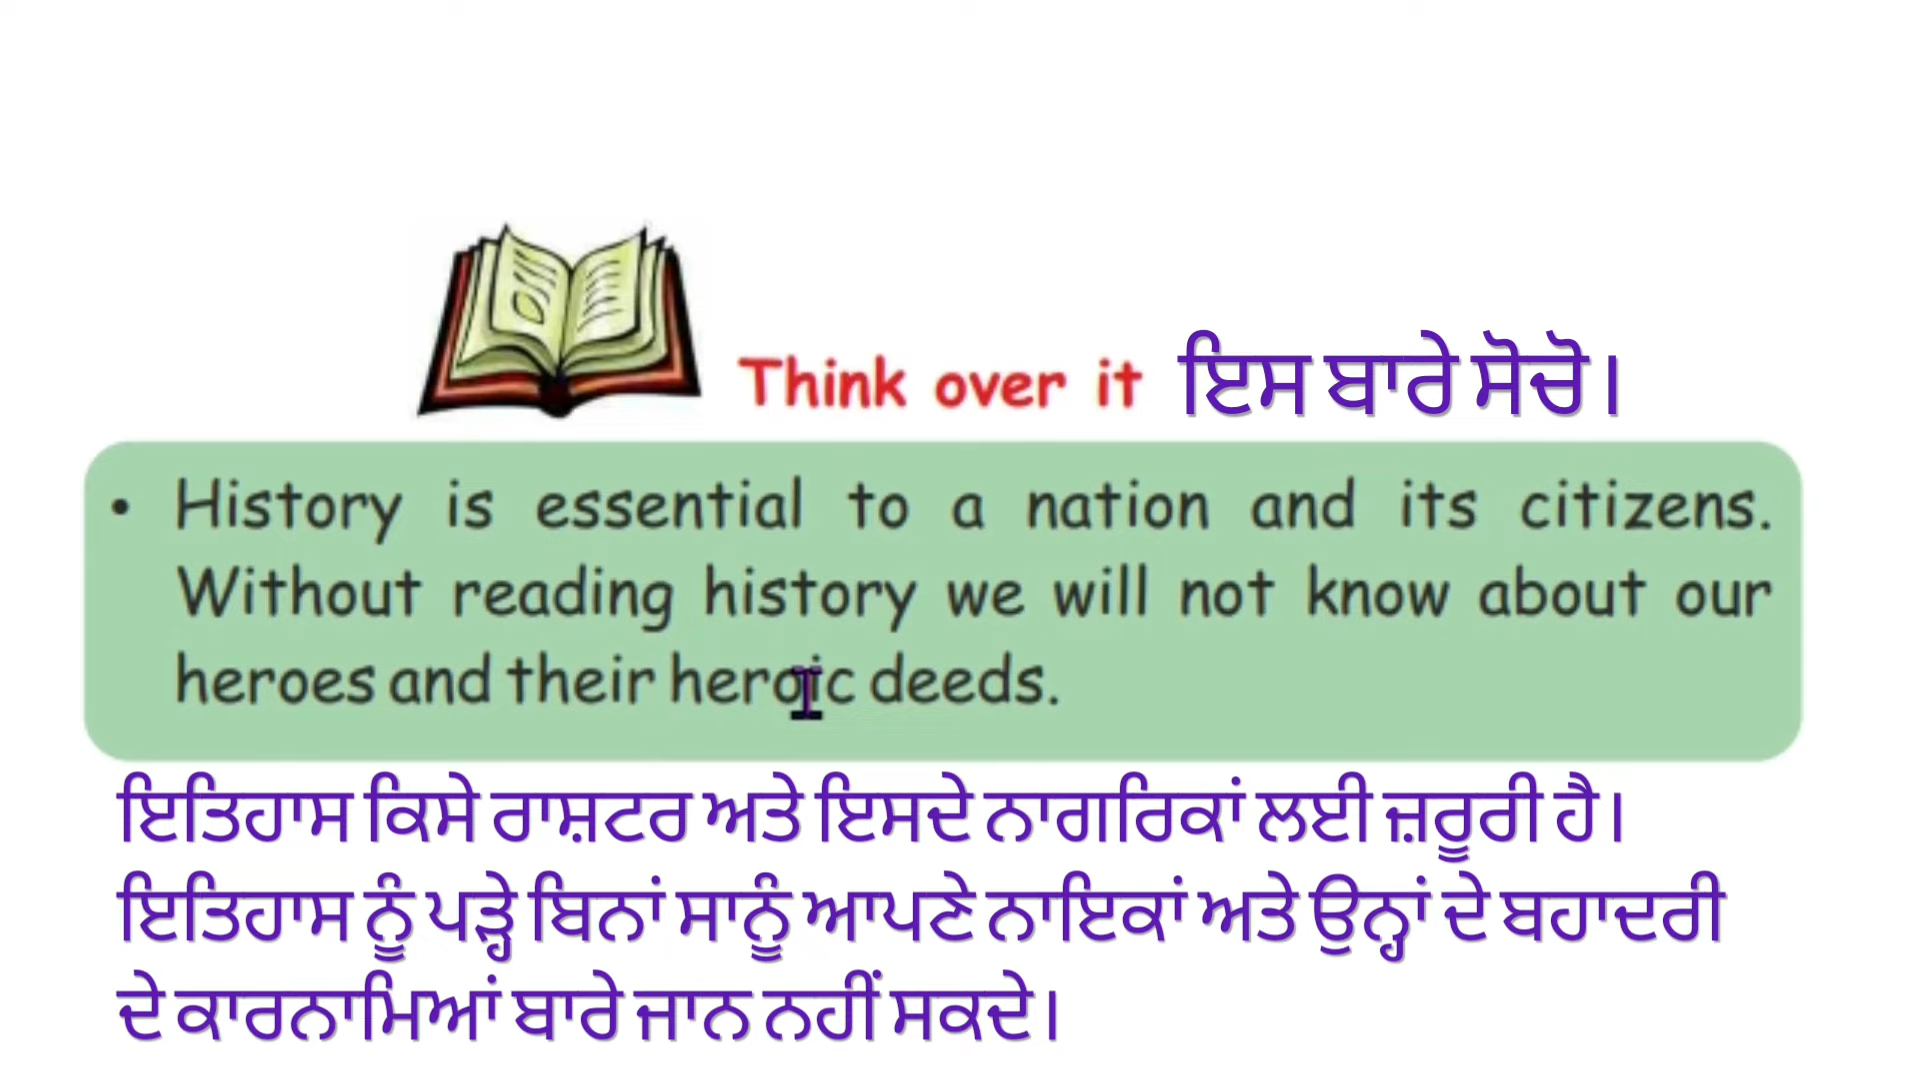 Think over it ਇਸ ਬਾਰੇ ਸੋਚੋ।
• History is essential to a nation and its citizens.
Without reading history we will not know about our
heroes and their heroic deeds.
ਇਤਿਹਾਸ ਕਿਸੇ ਰਾਸ਼ਟਰ ਅਤੇ ਇਸਦੇ ਨਾਗਰਿਕਾਂ ਲਈ ਜ਼ਰੂਰੀ ਹੈ।
ਇਤਿਹਾਸ ਨੂੰ ਪੜ੍ਹੇ ਬਿਨਾਂ ਸਾਨੂੰ ਆਪਣੇ ਨਾਇਕਾਂ ਅਤੇ ਉਨ੍ਹਾਂ ਦੇ ਬਹਾਦਰੀ
ਦੇ ਕਾਰਨਾਮਿਆਂ ਬਾਰੇ ਜਾਨ ਨਹੀਂ ਸਕਦੇ।